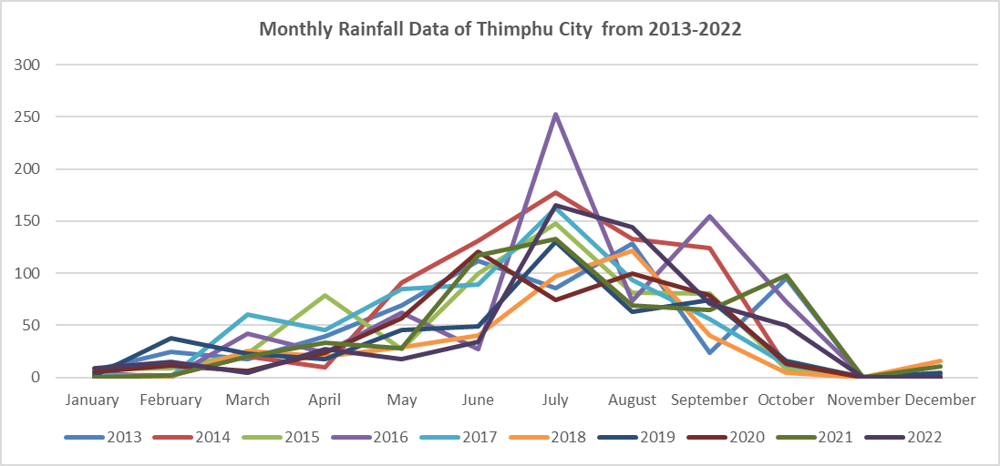 Monthly Rainfall Data of Thimphu City  from 2013-2022
300
250
200
150
100
50
0
January February March April May June July August September October November December
2013 2014 2015 2016 2017 2018 2019 2020 2021 2022